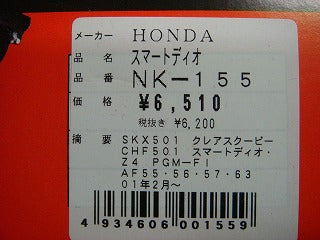 メーカー HONDA
品名 スマートディオ
品番 NK-155
価格 ¥6,510
税抜き ¥6,200
摘要 SKX501 クレアスクーピー
CHF501 スマートディオ・
Z4 PGM-FI
AF55・56・57・63
01年2月~
4 934606 001559